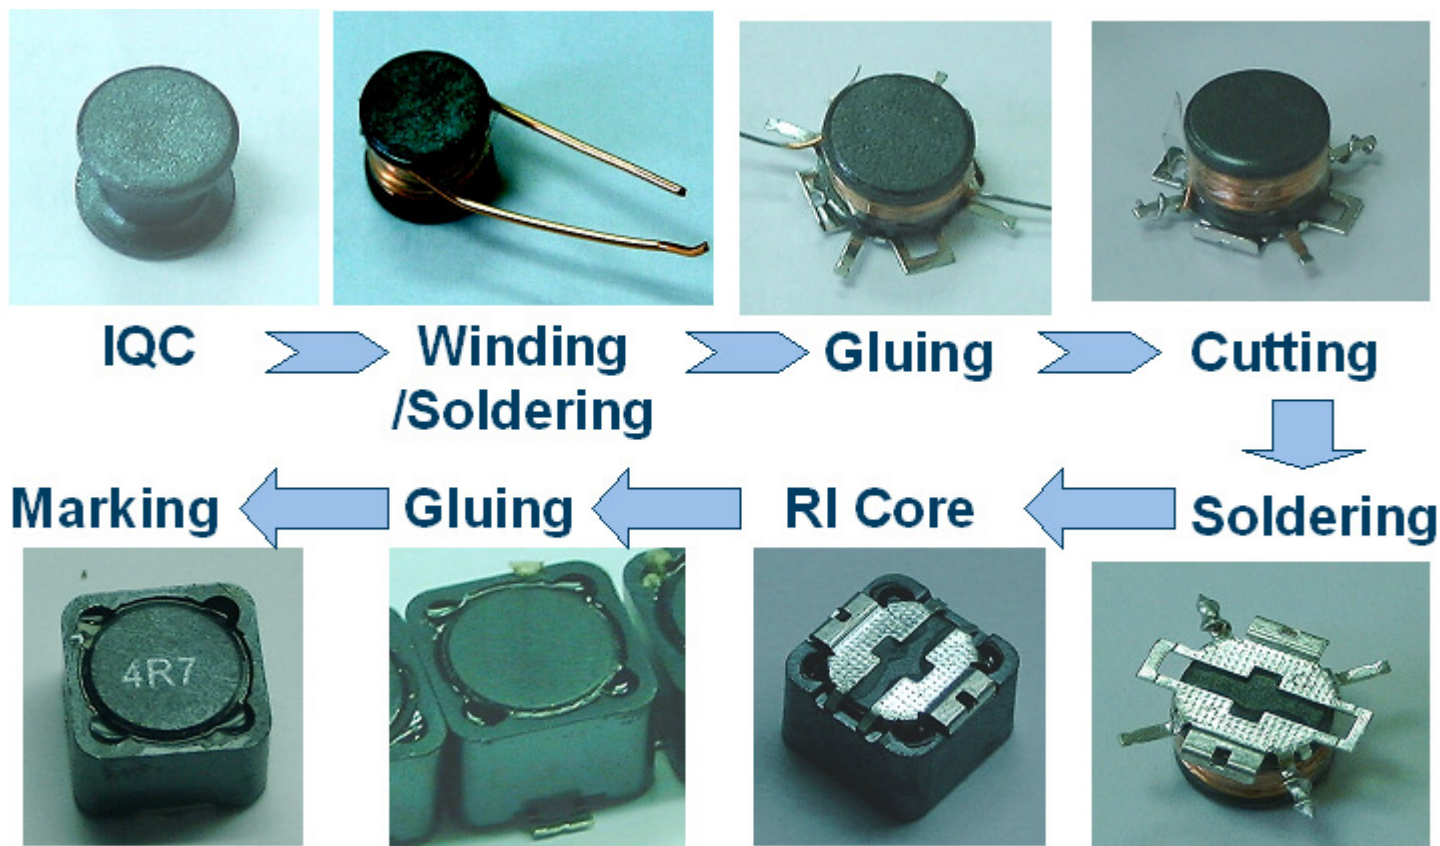 IQC
Winding
/Soldering
Gluing
Cutting
Marking
Gluing
RI Core
Soldering
4R7